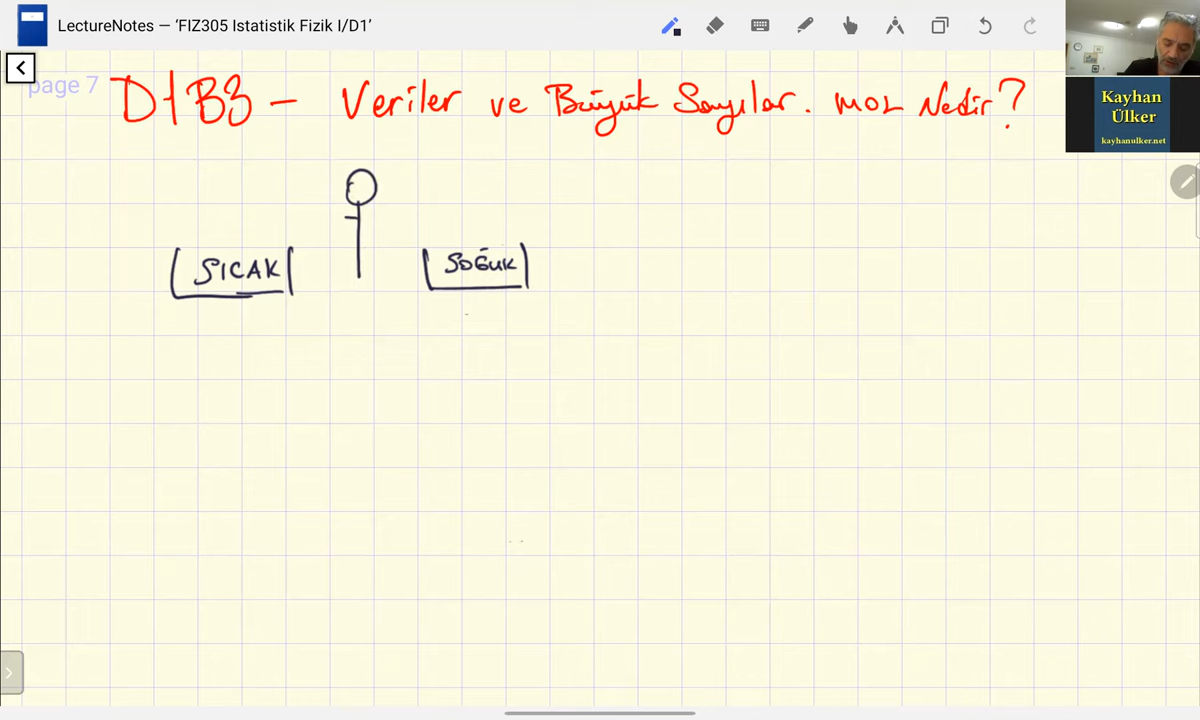 LectureNotes — ‘FIZ305 Istatistik Fizik I/D1’
page 7
D1B3 - Veriler ve Büyük Sayılar. MOL Nedir?
Kayhan
Ülker
kayhanulker.net
SICAK
SOĞUK